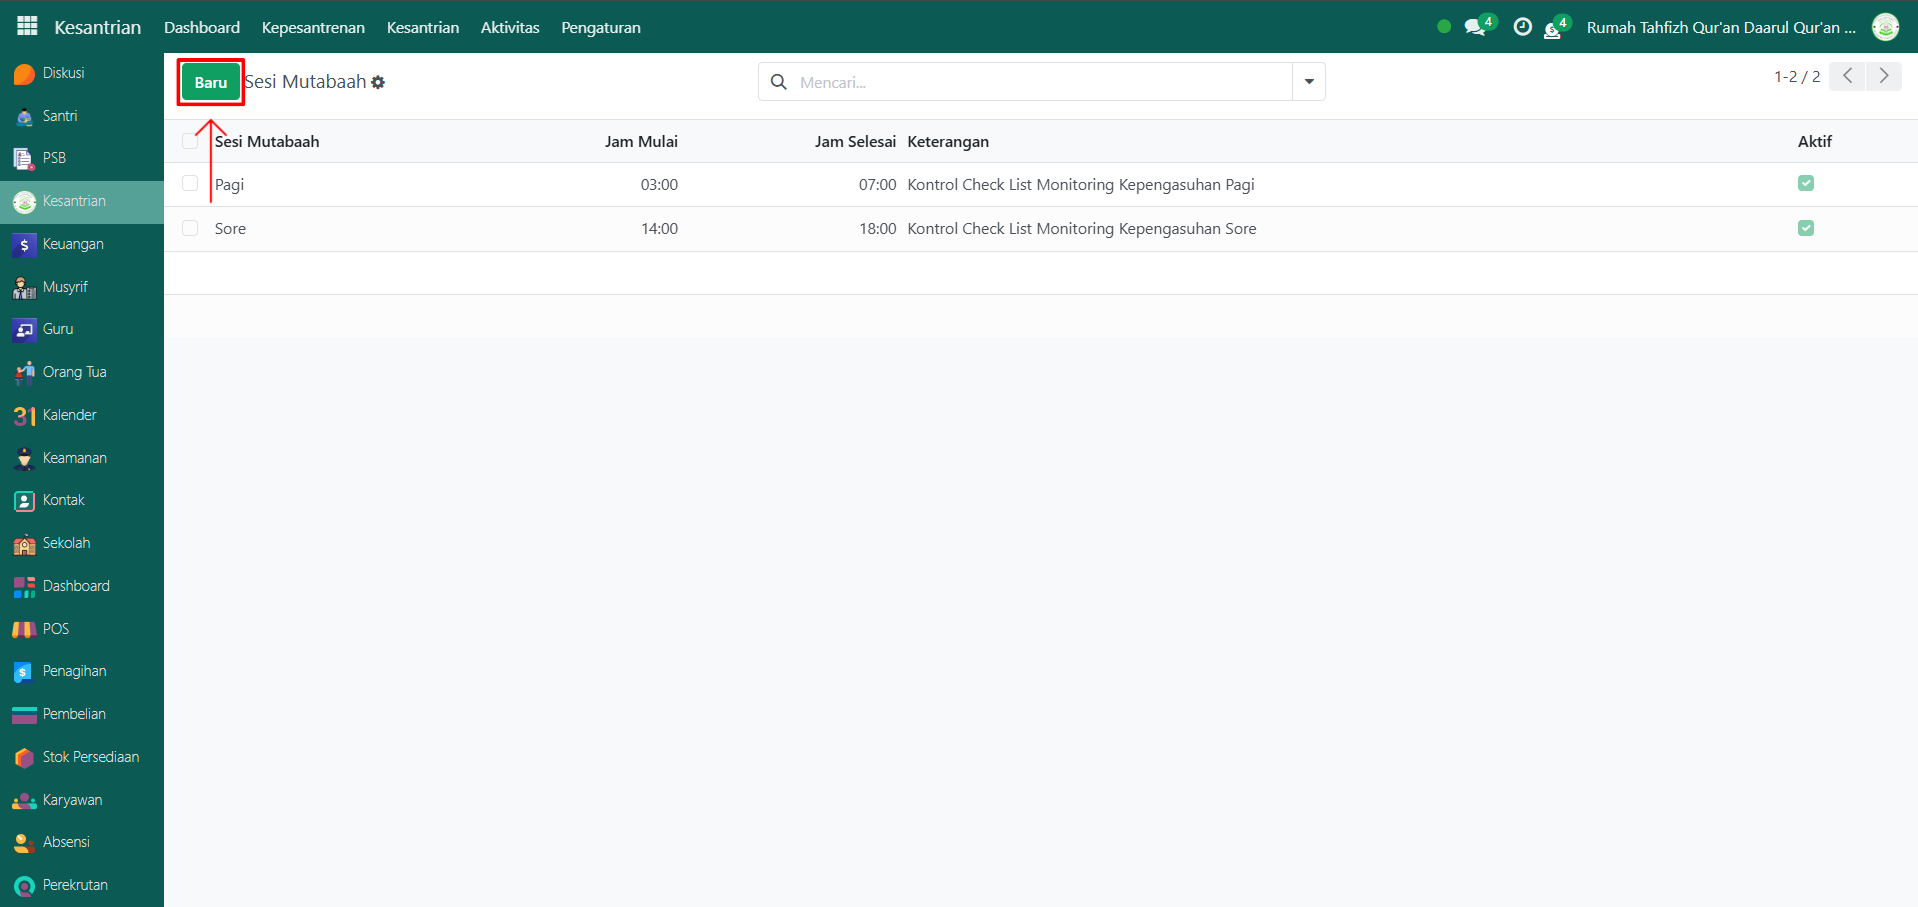 Kesantrian Dashboard Kepesantrenan Kesantrian Aktivitas Pengaturan 4 4 Rumah Tahfizh Qur'an Daarul Qur'an ...
Diskusi
Santri
PSB
Kesantrian
$ Keuangan
Musyrif
Guru
Orang Tua
31 Kalender
Keamanan
Kontak
Sekolah
Dashboard
POS
$ Penagihan
Pembelian
Stok Persediaan
Karyawan
Absensi
Perekrutan
Baru Sesi Mutabaah Mencari... 1-2 / 2
Sesi Mutabaah Jam Mulai Jam Selesai Keterangan Aktif
Pagi 03:00 07:00 Kontrol Check List Monitoring Kepengasuhan Pagi
Sore 14:00 18:00 Kontrol Check List Monitoring Kepengasuhan Sore